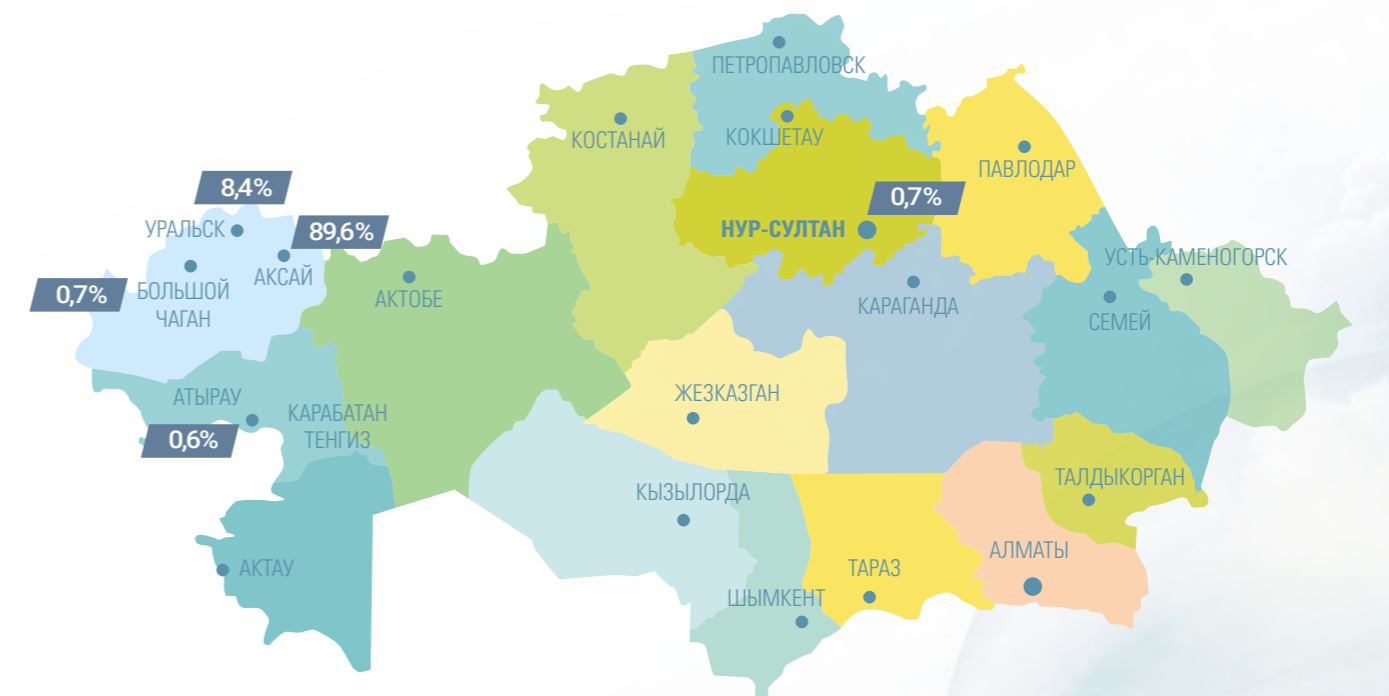 ПЕТРОПАВЛОВСК
КОСТАНАЙ
КОКШЕТАУ
ПАВЛОДАР
8,4%
0,7%
УРАЛЬСК
89,6%
НУР-СУЛТАН
УСТЬ-КАМЕНОГОРСК
АКСАЙ
0,7%
БОЛЬШОЙ
ЧАГАН
АКТОБЕ
КАРАГАНДА
СЕМЕЙ
АТЫРАУ
ЖЕЗКАЗГАН
КАРАБАТАН
ТЕНГИЗ
0,6%
ТАЛДЫКОРГАН
КЫЗЫЛОРДА
АЛМАТЫ
АКТАУ
ТАРАЗ
ШЫМКЕНТ